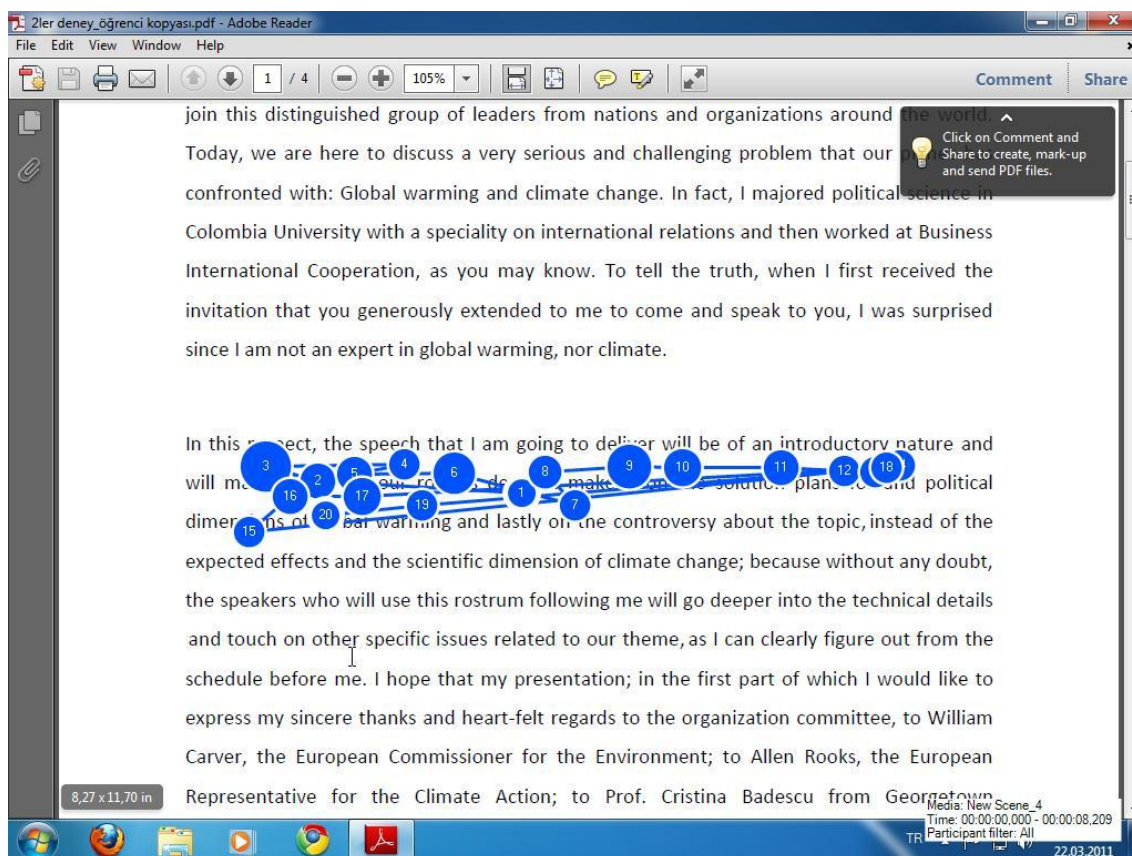 2ler deney_öğrenci kopyası.pdf - Adobe Reader
File Edit View Window Help
1 / 4 105% Comment Share
join this distinguished group of leaders from nations and organizations around the world.
Today, we are here to discuss a very serious and challenging problem that our
confronted with: Global warming and climate change. In fact, I majored political science in
Colombia University with a speciality on international relations and then worked at Business
International Cooperation, as you may know. To tell the truth, when I first received the
invitation that you generously extended to me to come and speak to you, I was surprised
since I am not an expert in global warming, nor climate.
Click on Comment and
Share to create, mark-up
and send PDF files.
In this respect, the speech that I am going to deliver will be of an introductory nature and
will political
dimensions of warming and lastly on the controversy about the topic, instead of the
expected effects and the scientific dimension of climate change; because without any doubt,
the speakers who will use this rostrum following me will go deeper into the technical details
and touch on other specific issues related to our theme, as I can clearly figure out from the
schedule before me. I hope that my presentation; in the first part of which I would like to
express my sincere thanks and heart-felt regards to the organization committee, to William
Carver, the European Commissioner for the Environment; to Allen Rooks, the European
Representative for the Climate Action; to Prof. Cristina Badescu from Georgetown
3 2 5 4 6 8 9 10 11 12 18
16 17 1 7
15 20 19
8,27 x 11,70 in
Media: New Scene_4
Time: 00:00:00,000 - 00:00:08,209
Participant filter: All
TR
22.03.2011